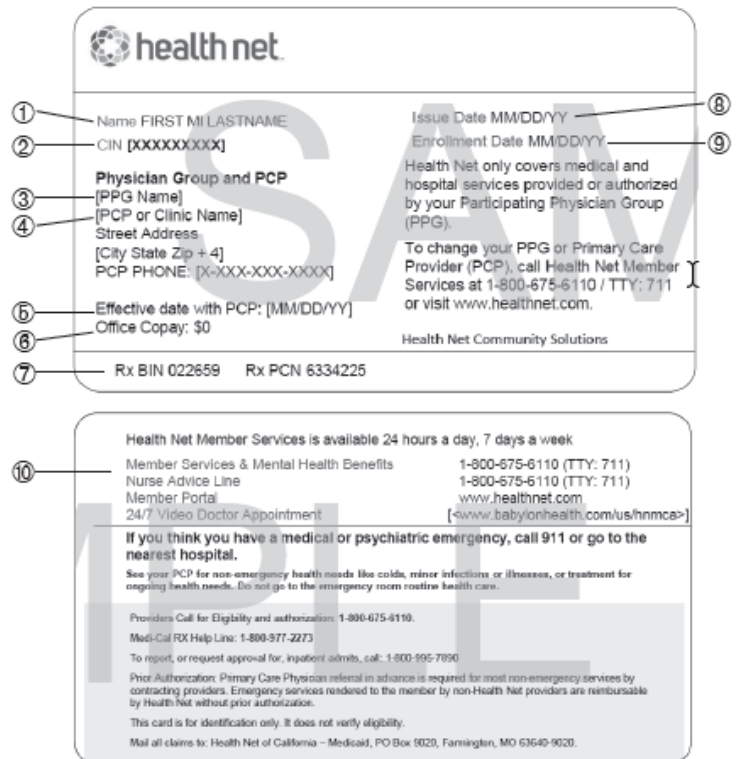 health net
① Name FIRST MI LASTNAME
② CIN [XXXXXXXXX]
Physician Group and PCP
③ [PPG Name]
④ [PCP or Clinic Name]
Street Address
[City State Zip + 4]
PCP PHONE: [X-XXX-XXX-XXXX]
⑤ Effective date with PCP: [MM/DD/YY]
⑥ Office Copay: $0
Issue Date MM/DD/YY ⑧
Enrollment Date MM/DD/YY ⑨
Health Net only covers medical and
hospital services provided or authorized
by your Participating Physician Group
(PPG).
To change your PPG or Primary Care
Provider (PCP), call Health Net Member
Services at 1-800-675-6110 / TTY: 711
or visit www.healthnet.com.
Health Net Community Solutions
⑦ Rx BIN 022659 Rx PCN 6334225
SAM
Health Net Member Services is available 24 hours a day, 7 days a week
⑩ Member Services & Mental Health Benefits 1-800-675-6110 (TTY: 711)
Nurse Advice Line 1-800-675-6110 (TTY: 711)
Member Portal www.healthnet.com
24/7 Video Doctor Appointment [<www.babylonhealth.com/us/hnmca>]
If you think you have a medical or psychiatric emergency, call 911 or go to the
nearest hospital.
See your PCP for non-emergency health needs like colds, minor infections or illnesses, or treatment for
ongoing health needs. Do not go to the emergency room routine health care.
Providers Call for Eligibility and authorization: 1-800-675-6110.
Medi-Cal RX Help Line: 1-800-977-2273
To report, or request approval for, inpatient admits, call: 1-800-995-7890
Prior Authorization: Primary Care Physician referral in advance is required for most non-emergency services by
contracting providers. Emergency services rendered to the member by non-Health Net providers are reimbursable
by Health Net without prior authorization.
This card is for identification only. It does not verify eligibility.
Mail all claims to: Health Net of California – Medicaid, PO Box 9020, Farmington, MO 63640-9020.
MPLE